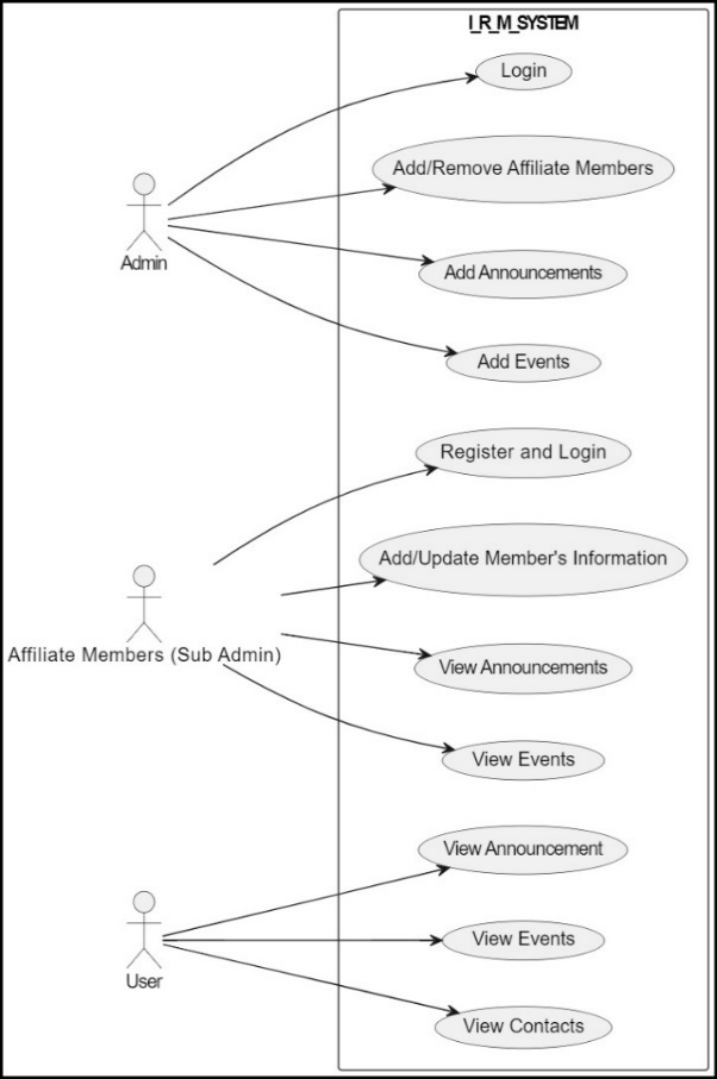 I_R_M_SYSTEM
Login
Add/Remove Affiliate Members
Admin
Add Announcements
Add Events
Register and Login
Add/Update Member's Information
Affiliate Members (Sub Admin)
View Announcements
View Events
View Announcement
View Events
User
View Contacts